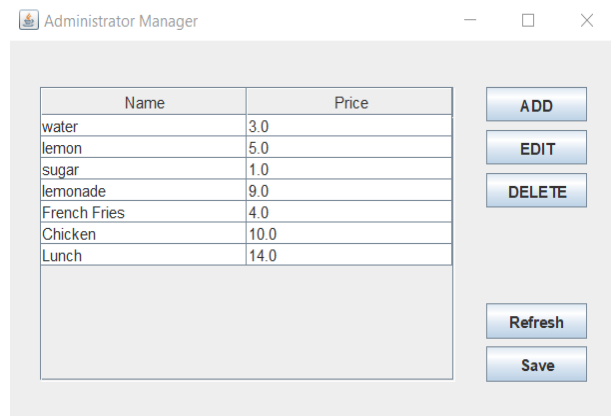 Administrator Manager
Name Price
water 3.0
lemon 5.0
sugar 1.0
lemonade 9.0
French Fries 4.0
Chicken 10.0
Lunch 14.0
ADD
EDIT
DELETE
Refresh
Save